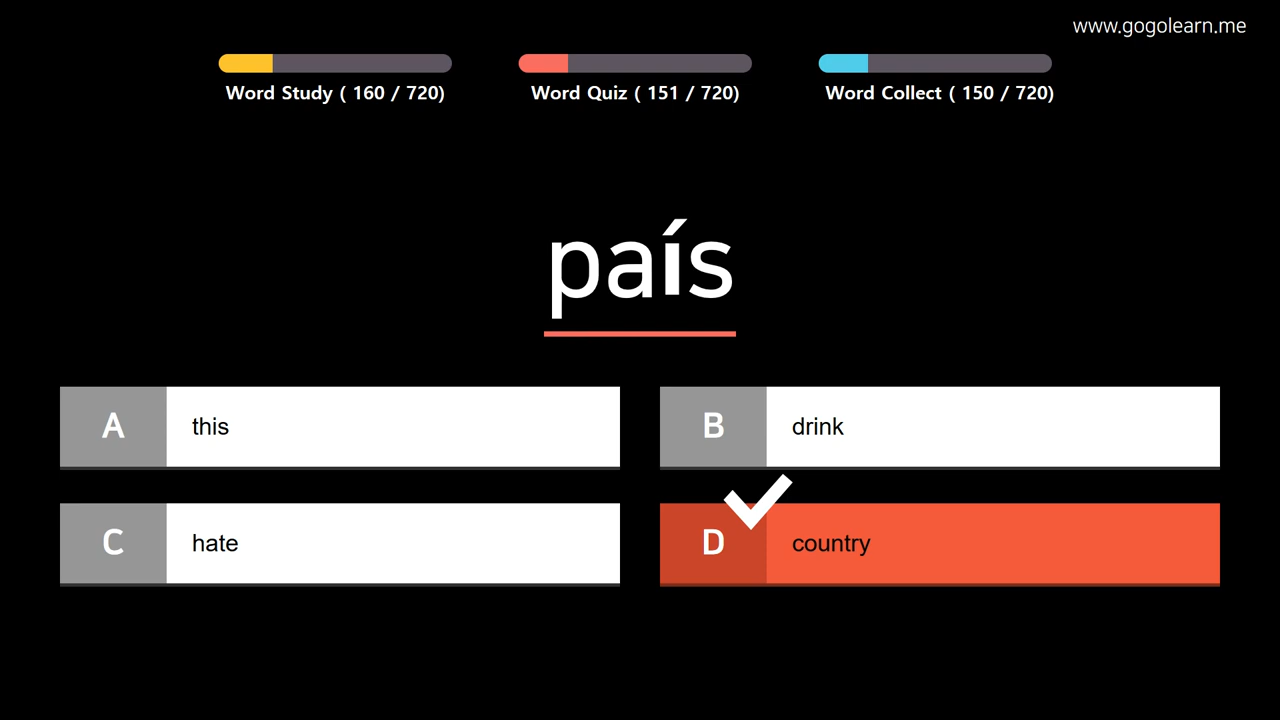 www.gogolearn.me
Word Study ( 160 / 720)
Word Quiz ( 151 / 720)
Word Collect ( 150 / 720)
país
A this
B drink
C hate
D country